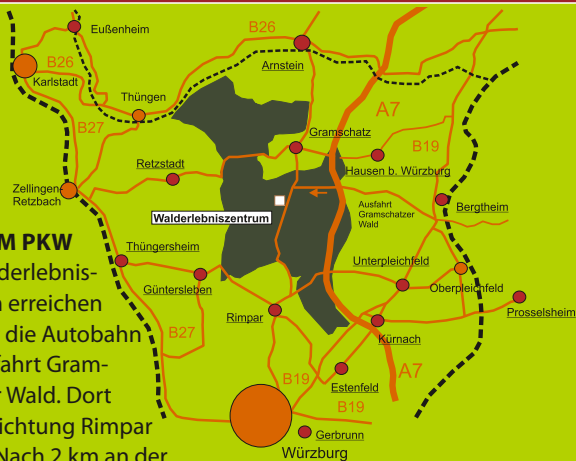 Eußenheim
B26
B26
Arnstein
Karlstadt
Thüngen
A7
B27
Gramschatz
B19
Retzstadt
Hausen b. Würzburg
Zellingen-
Retzbach
Walderlebniszentrum
Ausfahrt
Gramschatzer
Wald
Bergtheim
M PKW
Thüngersheim
Unterpleichfeld
derlebnis-
Güntersleben
Oberpleichfeld
n erreichen
Rimpar
Prosselsheim
die Autobahn
B27
Kürnach
fahrt Gram-
A7
B19
Estenfeld
r Wald. Dort
B19
ichtung Rimpar
Gerbrunn
Würzburg
Nach 2 km an der